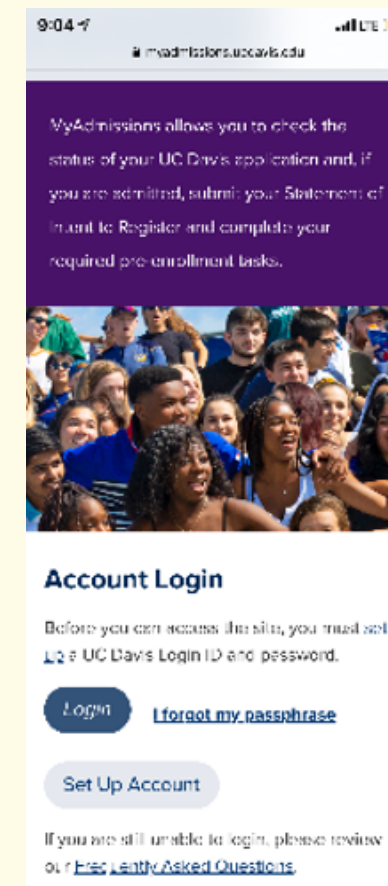 9:04
LTE
myadmissions.ucdavis.edu
MyAdmissions allows you to check the
status of your UC Davis application and, if
you are admitted, submit your Statement of
Intent to Register and complete your
required pre-enrollment tasks.
Account Login
Before you can access the site, you must set
up a UC Davis Login ID and password.
Login
I forgot my passphrase
Set Up Account
If you are still unable to login, please review
our Frequently Asked Questions.